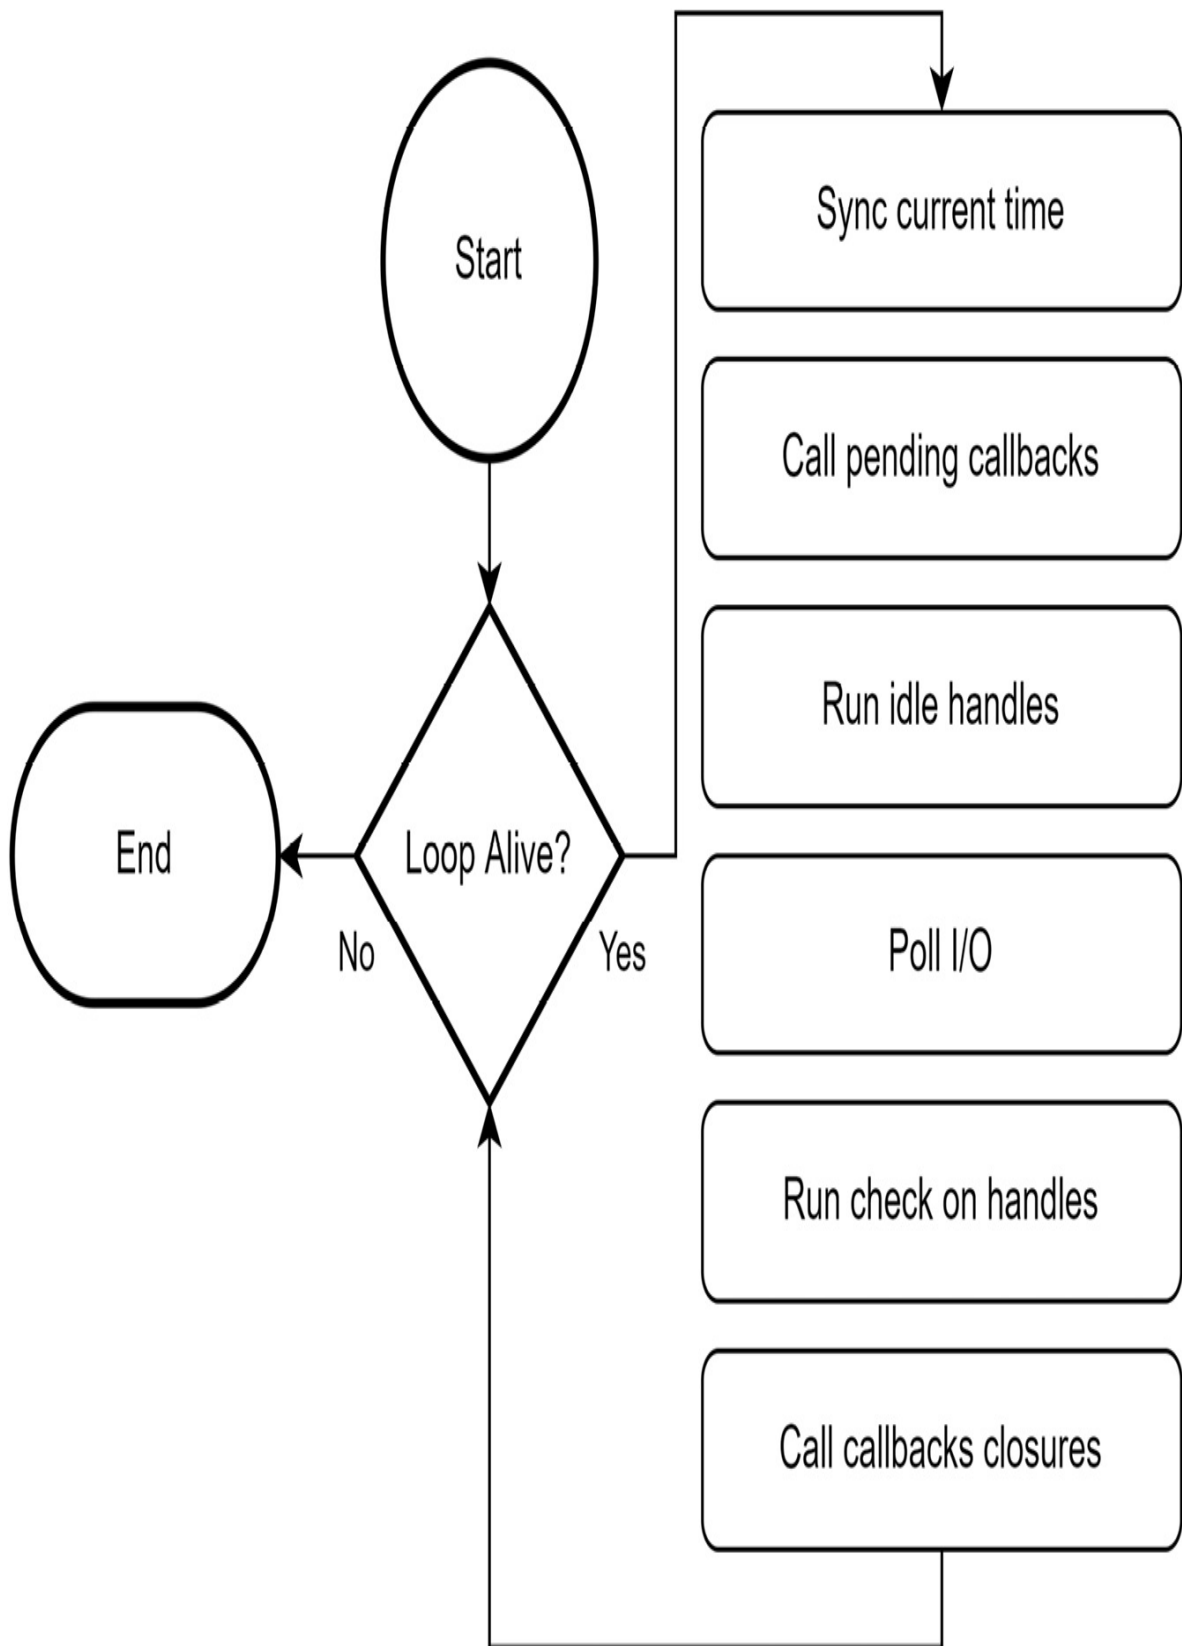 Start
Loop Alive?
No
Yes
End
Sync current time
Call pending callbacks
Run idle handles
Poll I/O
Run check on handles
Call callbacks closures